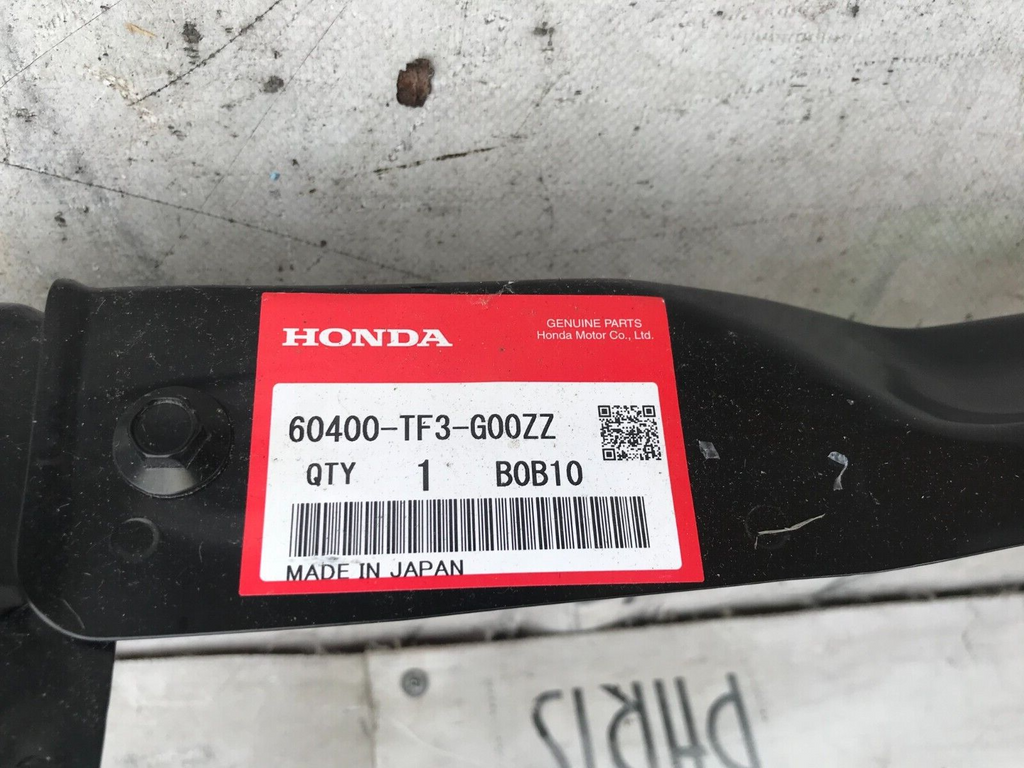 HONDA
GENUINE PARTS
Honda Motor Co., Ltd.
60400-TF3-G00ZZ
QTY 1 B0B10
MADE IN JAPAN
PARTS